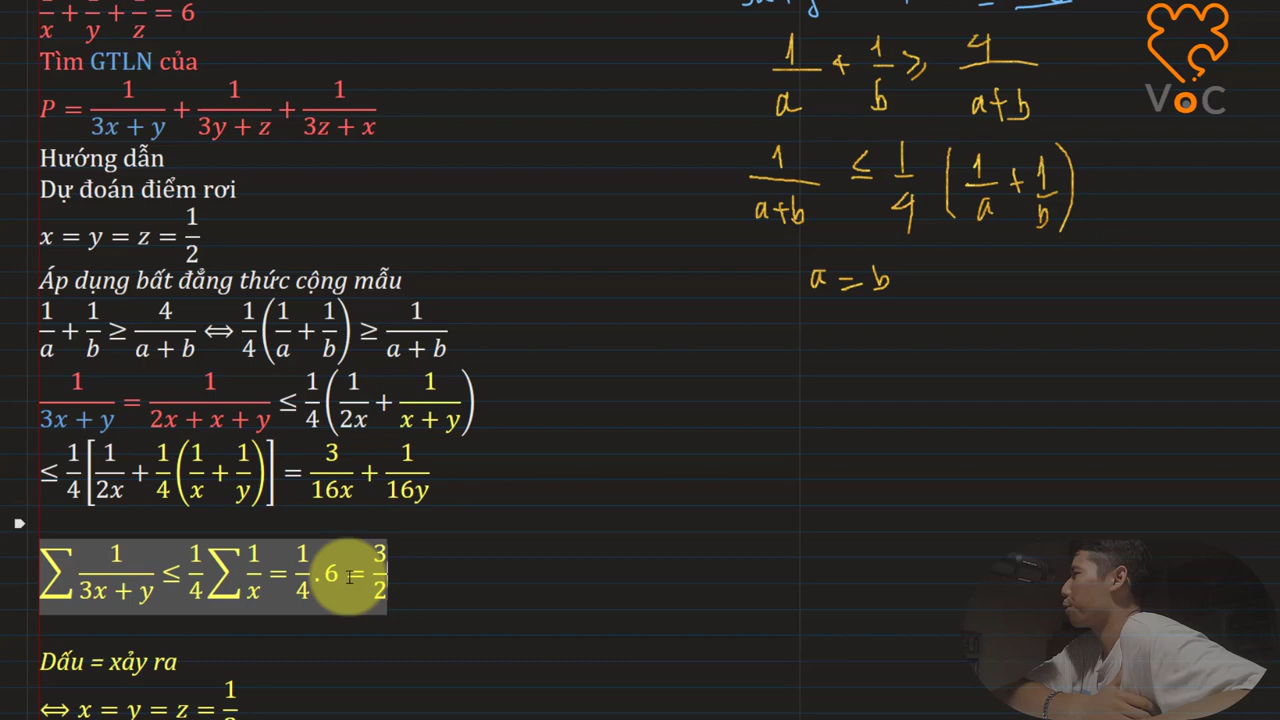 1/x + 1/y + 1/z = 6
Tìm GTLN của
P = 1/(3x + y) + 1/(3y + z) + 1/(3z + x)
Hướng dẫn
Dự đoán điểm rơi
x = y = z = 1/2
Áp dụng bất đẳng thức cộng mẫu
1/a + 1/b ≥ 4/(a + b) ⟺ 1/4 (1/a + 1/b) ≥ 1/(a + b)
1/(3x + y) = 1/(2x + x + y) ≤ 1/4 (1/2x + 1/(x + y))
≤ 1/4 [1/2x + 1/4 (1/x + 1/y)] = 3/16x + 1/16y
∑ 1/(3x + y) ≤ 1/4 ∑ 1/x = 1/4 . 6 = 3/2
Dấu = xảy ra
⟺ x = y = z = 1/2
1/a + 1/b ≥ 4/(a+b)
1/(a+b) ≤ 1/4 (1/a + 1/b)
a = b
VOC